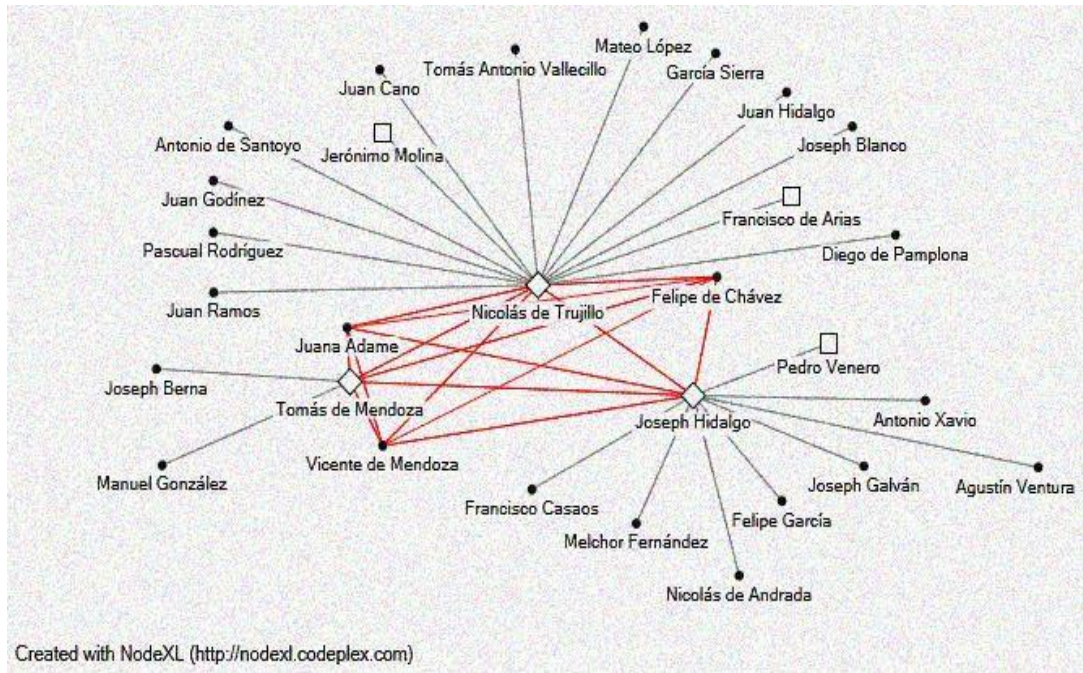 Mateo López
Tomás Antonio Vallecillo
García Sierra
Juan Cano
Juan Hidalgo
Antonio de Santoyo
Jerónimo Molina
Joseph Blanco
Juan Godínez
Francisco de Arias
Pascual Rodríguez
Diego de Pamplona
Juan Ramos
Nicolás de Trujillo
Felipe de Chávez
Juana Adame
Pedro Venero
Joseph Berna
Tomás de Mendoza
Joseph Hidalgo
Antonio Xavio
Vicente de Mendoza
Manuel González
Joseph Galván
Agustín Ventura
Francisco Casaos
Felipe García
Melchor Fernández
Nicolás de Andrada
Created with NodeXL (http://nodexl.codeplex.com)